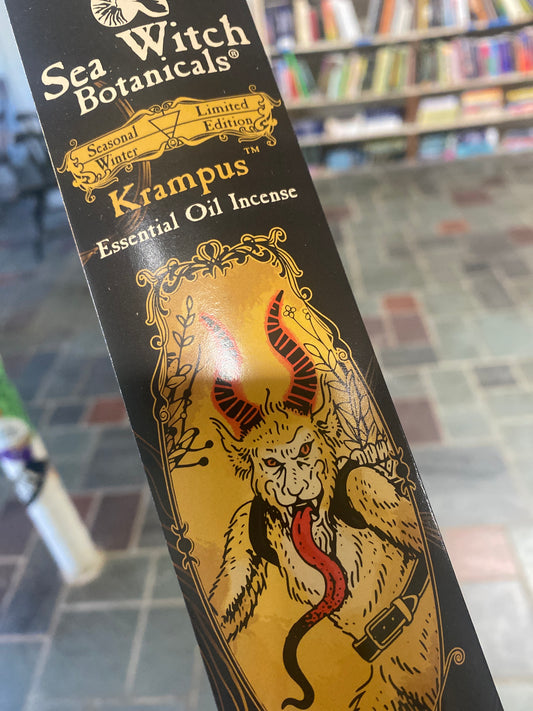 Sea Witch
Botanicals®
Seasonal Limited
Winter Edition
Krampus™
Essential Oil Incense